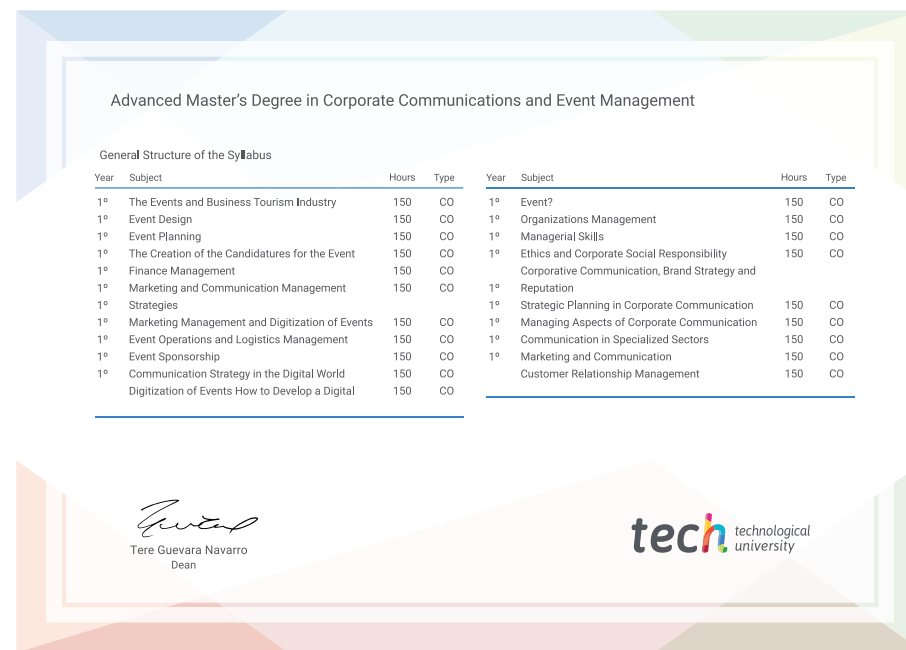 Advanced Master's Degree in Corporate Communications and Event Management
General Structure of the Syllabus
Year Subject Hours Type
1º The Events and Business Tourism Industry 150 CO
1º Event Design 150 CO
1º Event Planning 150 CO
1º The Creation of the Candidatures for the Event 150 CO
1º Finance Management 150 CO
1º Marketing and Communication Management 150 CO
1º Strategies
1º Marketing Management and Digitization of Events 150 CO
1º Event Operations and Logistics Management 150 CO
1º Event Sponsorship 150 CO
1º Communication Strategy in the Digital World 150 CO
Digitization of Events How to Develop a Digital 150 CO
Year Subject Hours Type
1º Event? 150 CO
1º Organizations Management 150 CO
1º Managerial Skills 150 CO
1º Ethics and Corporate Social Responsibility 150 CO
Corporative Communication, Brand Strategy and
1º Reputation
1º Strategic Planning in Corporate Communication 150 CO
1º Managing Aspects of Corporate Communication 150 CO
1º Communication in Specialized Sectors 150 CO
1º Marketing and Communication 150 CO
Customer Relationship Management 150 CO
Tere Guevara Navarro
Dean
tech technological
university